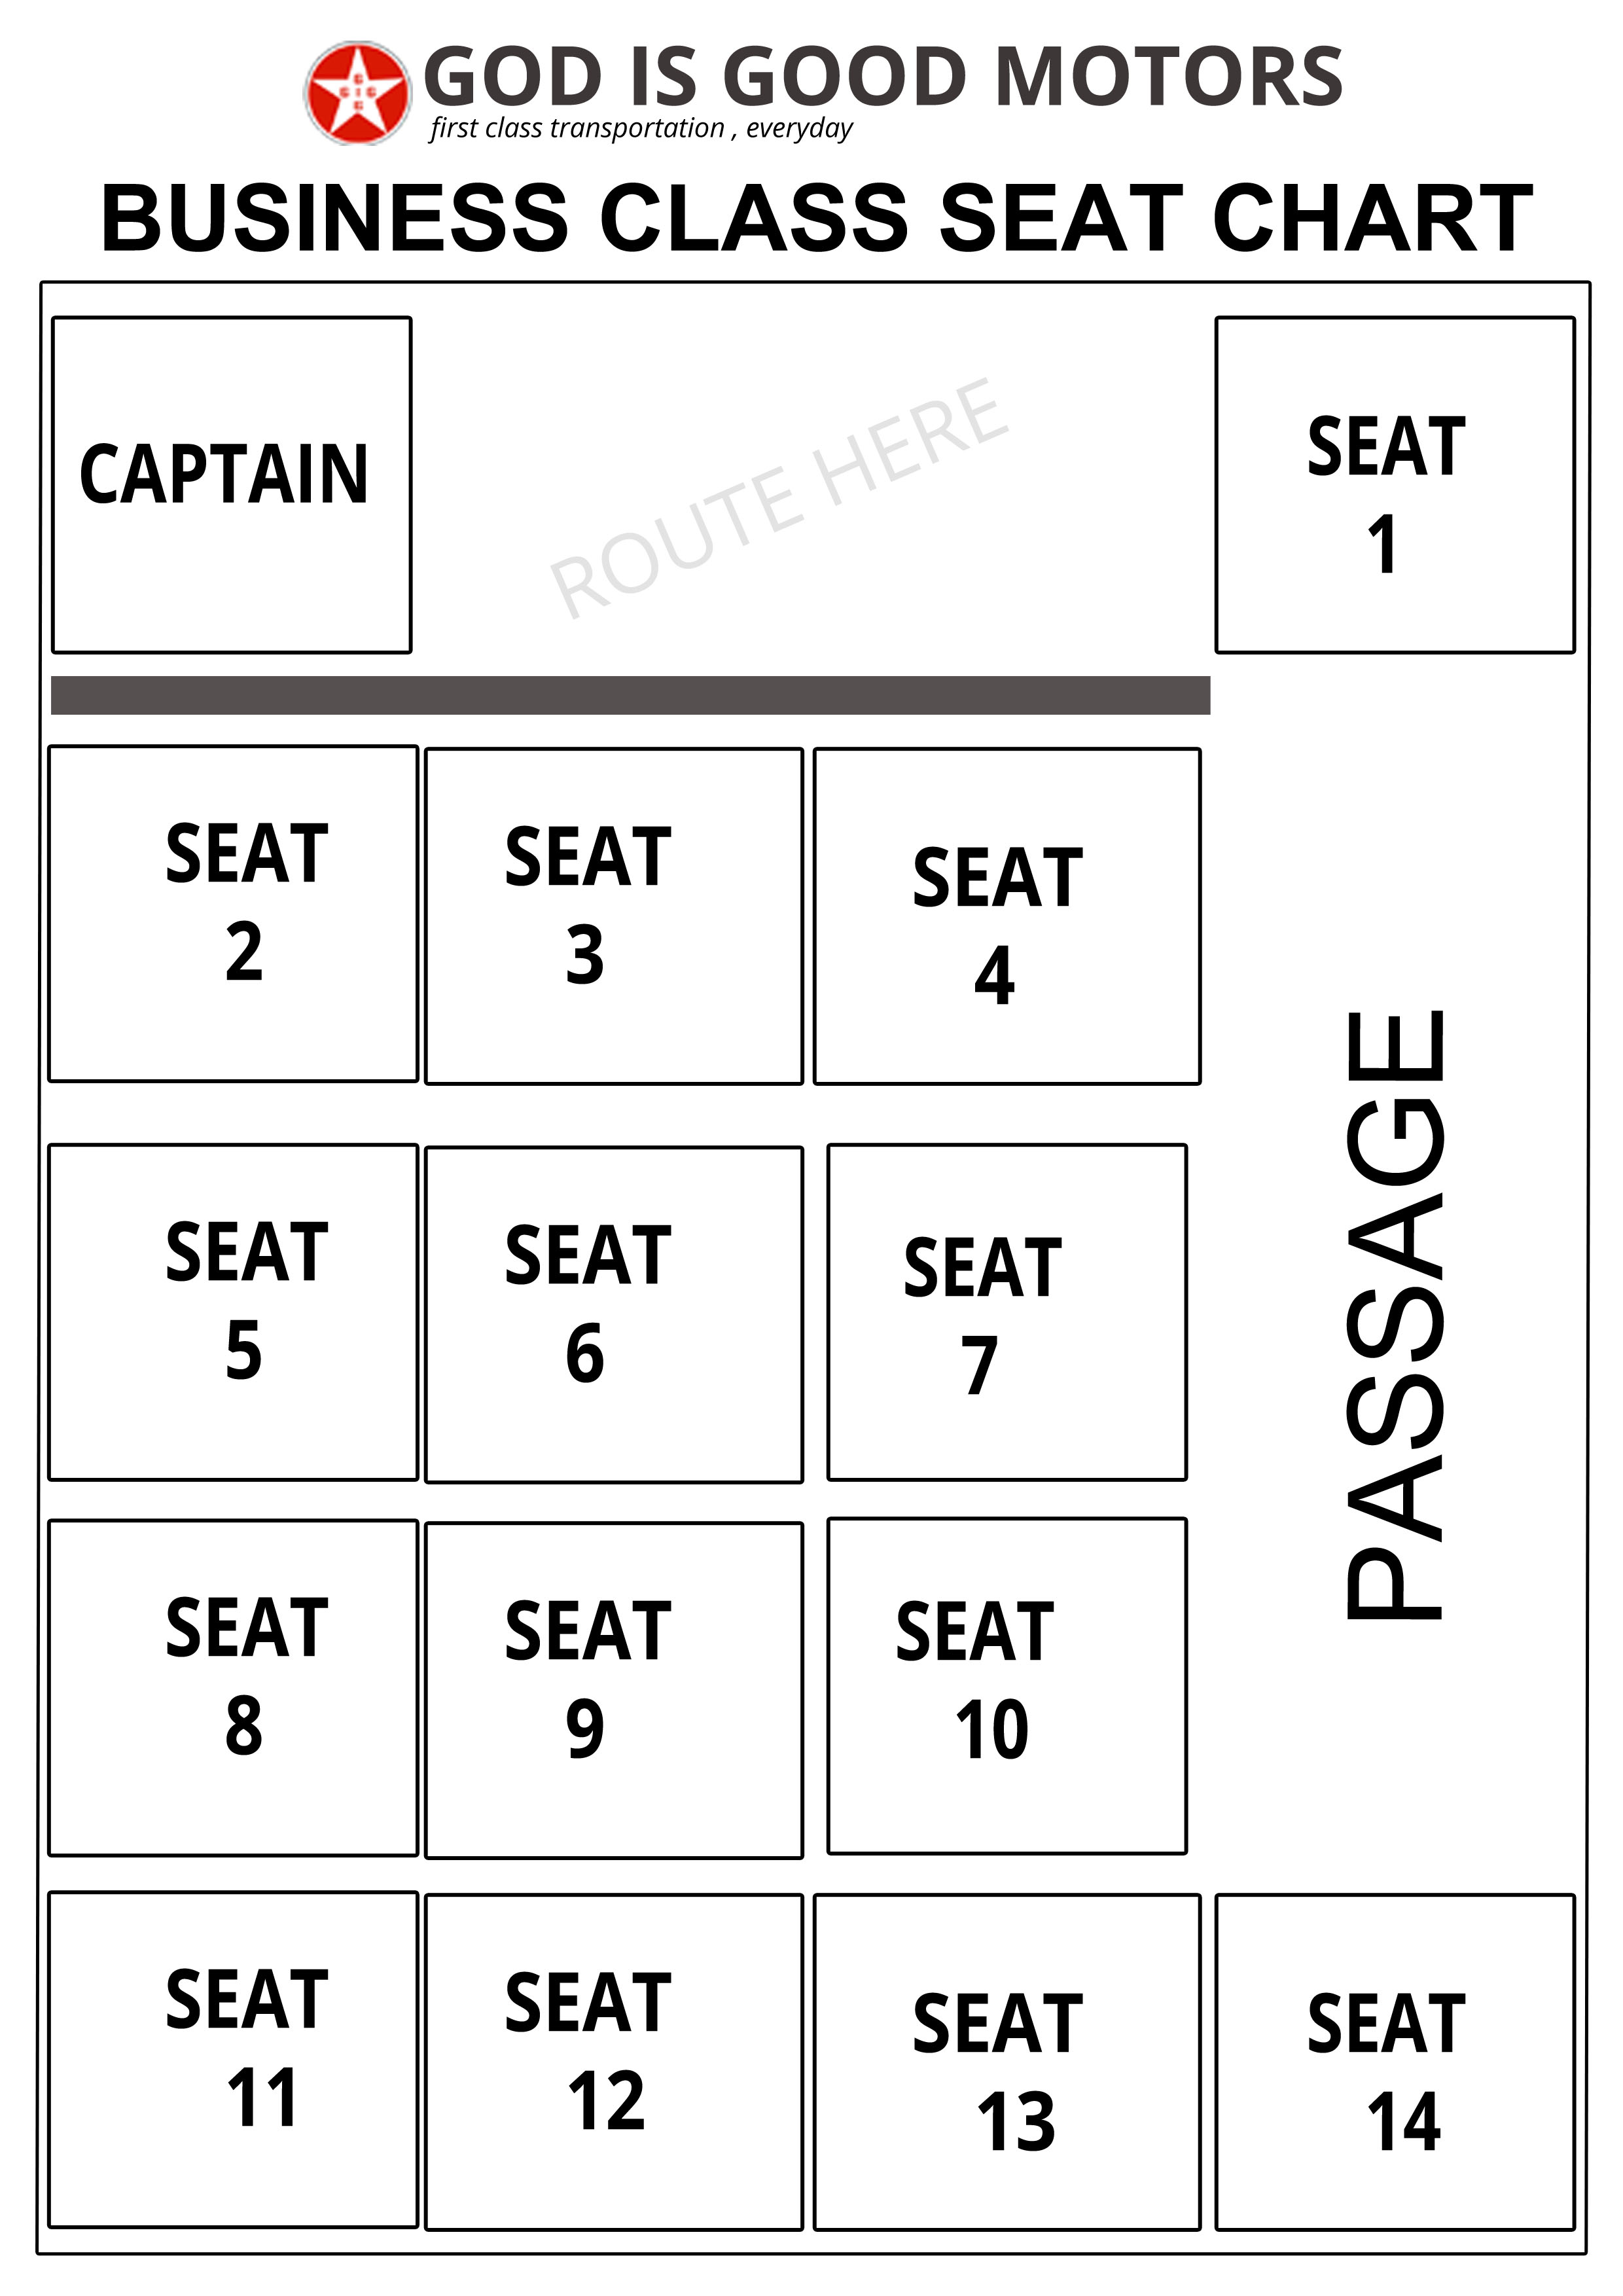 GOD IS GOOD MOTORS
first class transportation , everyday
G
G I G
G
BUSINESS CLASS SEAT CHART
CAPTAIN
ROUTE HERE
SEAT
1
SEAT
2
SEAT
3
SEAT
4
SEAT
5
SEAT
6
SEAT
7
SEAT
8
SEAT
9
SEAT
10
PASSAGE
SEAT
11
SEAT
12
SEAT
13
SEAT
14